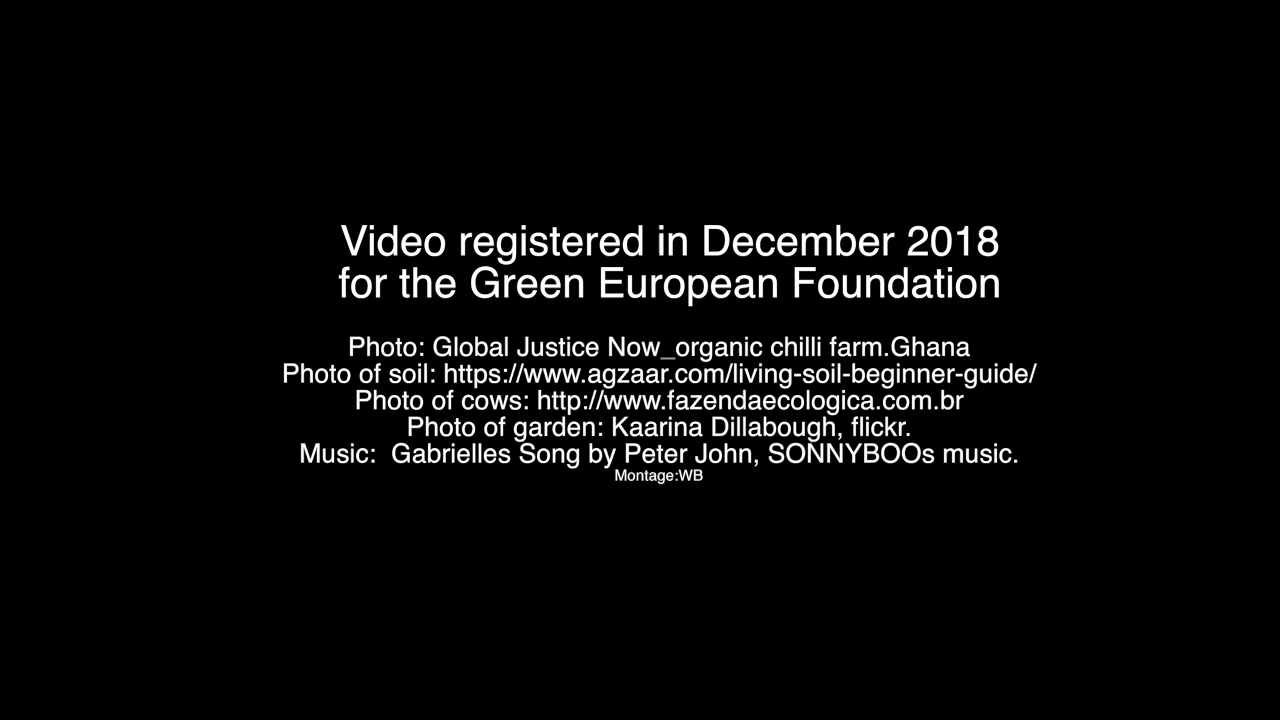 Video registered in December 2018
for the Green European Foundation
Photo: Global Justice Now_organic chilli farm.Ghana
Photo of soil: https://www.agzaar.com/living-soil-beginner-guide/
Photo of cows: http://www.fazendaecologica.com.br
Photo of garden: Kaarina Dillabough, flickr.
Music:  Gabrielles Song by Peter John, SONNYBOOs music.
Montage:WB